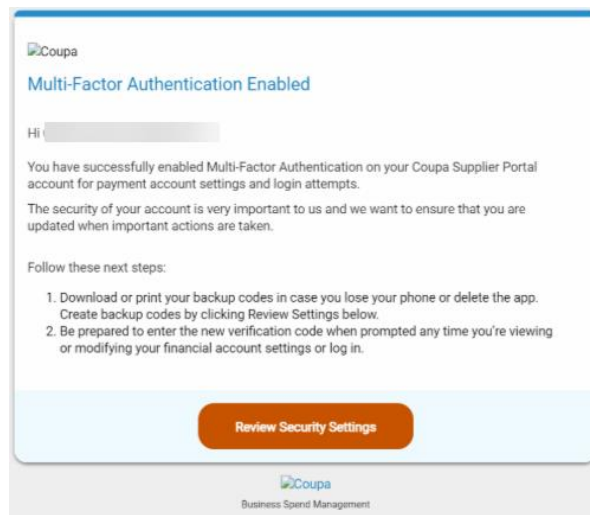 Coupa
Multi-Factor Authentication Enabled
Hi
You have successfully enabled Multi-Factor Authentication on your Coupa Supplier Portal
account for payment account settings and login attempts.
The security of your account is very important to us and we want to ensure that you are
updated when important actions are taken.
Follow these next steps:
1. Download or print your backup codes in case you lose your phone or delete the app.
Create backup codes by clicking Review Settings below.
2. Be prepared to enter the new verification code when prompted any time you're viewing
or modifying your financial account settings or log in.
Review Security Settings
Coupa
Business Spend Management